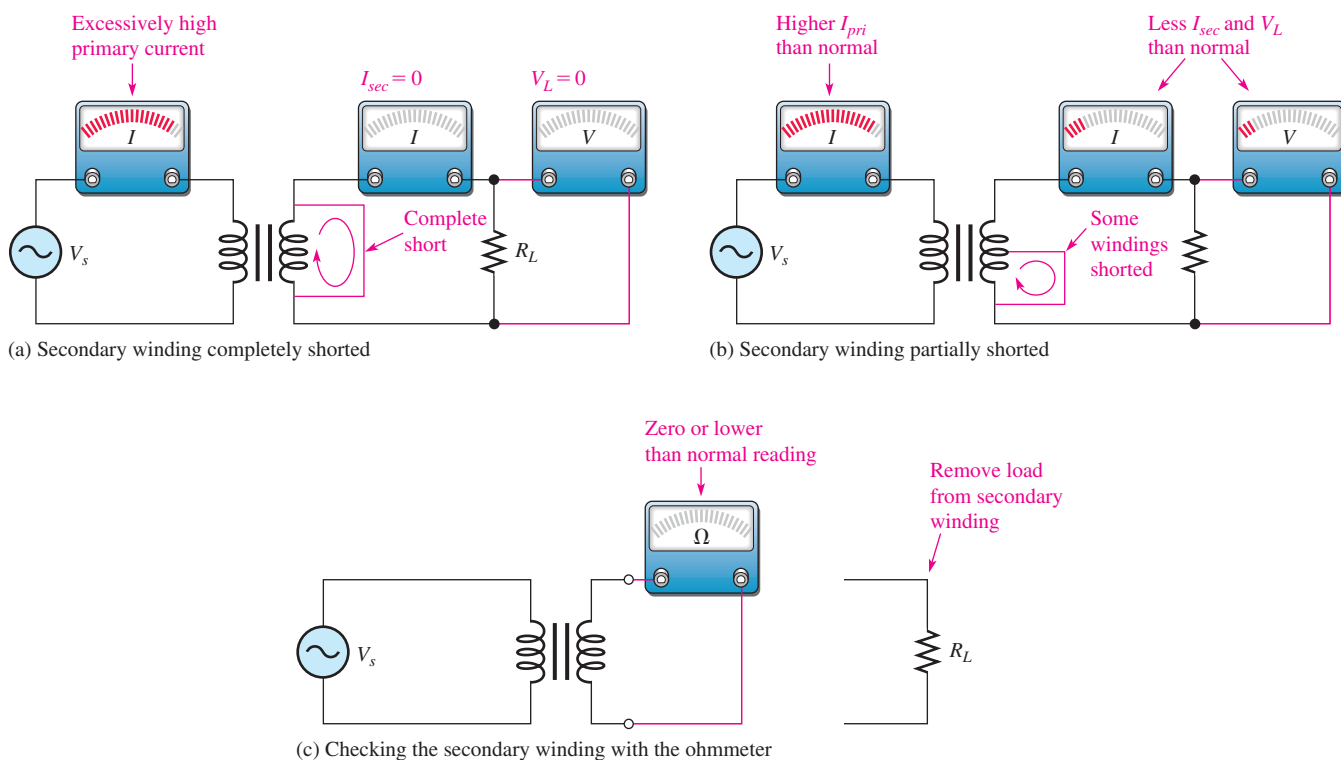 Excessively high
primary current
I_sec = 0
V_L = 0
I
I
V
V_s
Complete
short
R_L
(a) Secondary winding completely shorted
Higher I_pri
than normal
Less I_sec and V_L
than normal
I
I
V
V_s
Some
windings
shorted
(b) Secondary winding partially shorted
Zero or lower
than normal reading
Remove load
from secondary
winding
Ω
V_s
R_L
(c) Checking the secondary winding with the ohmmeter